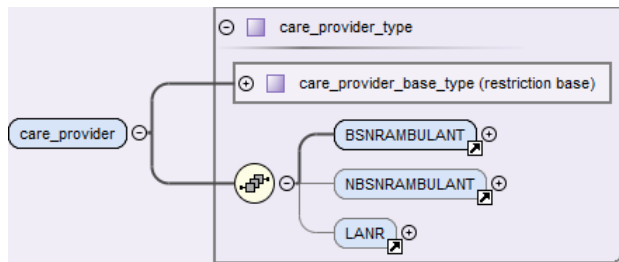 care_provider_type
care_provider_base_type (restriction base)
care_provider
BSNRAMBULANT
NBSNRAMBULANT
LANR